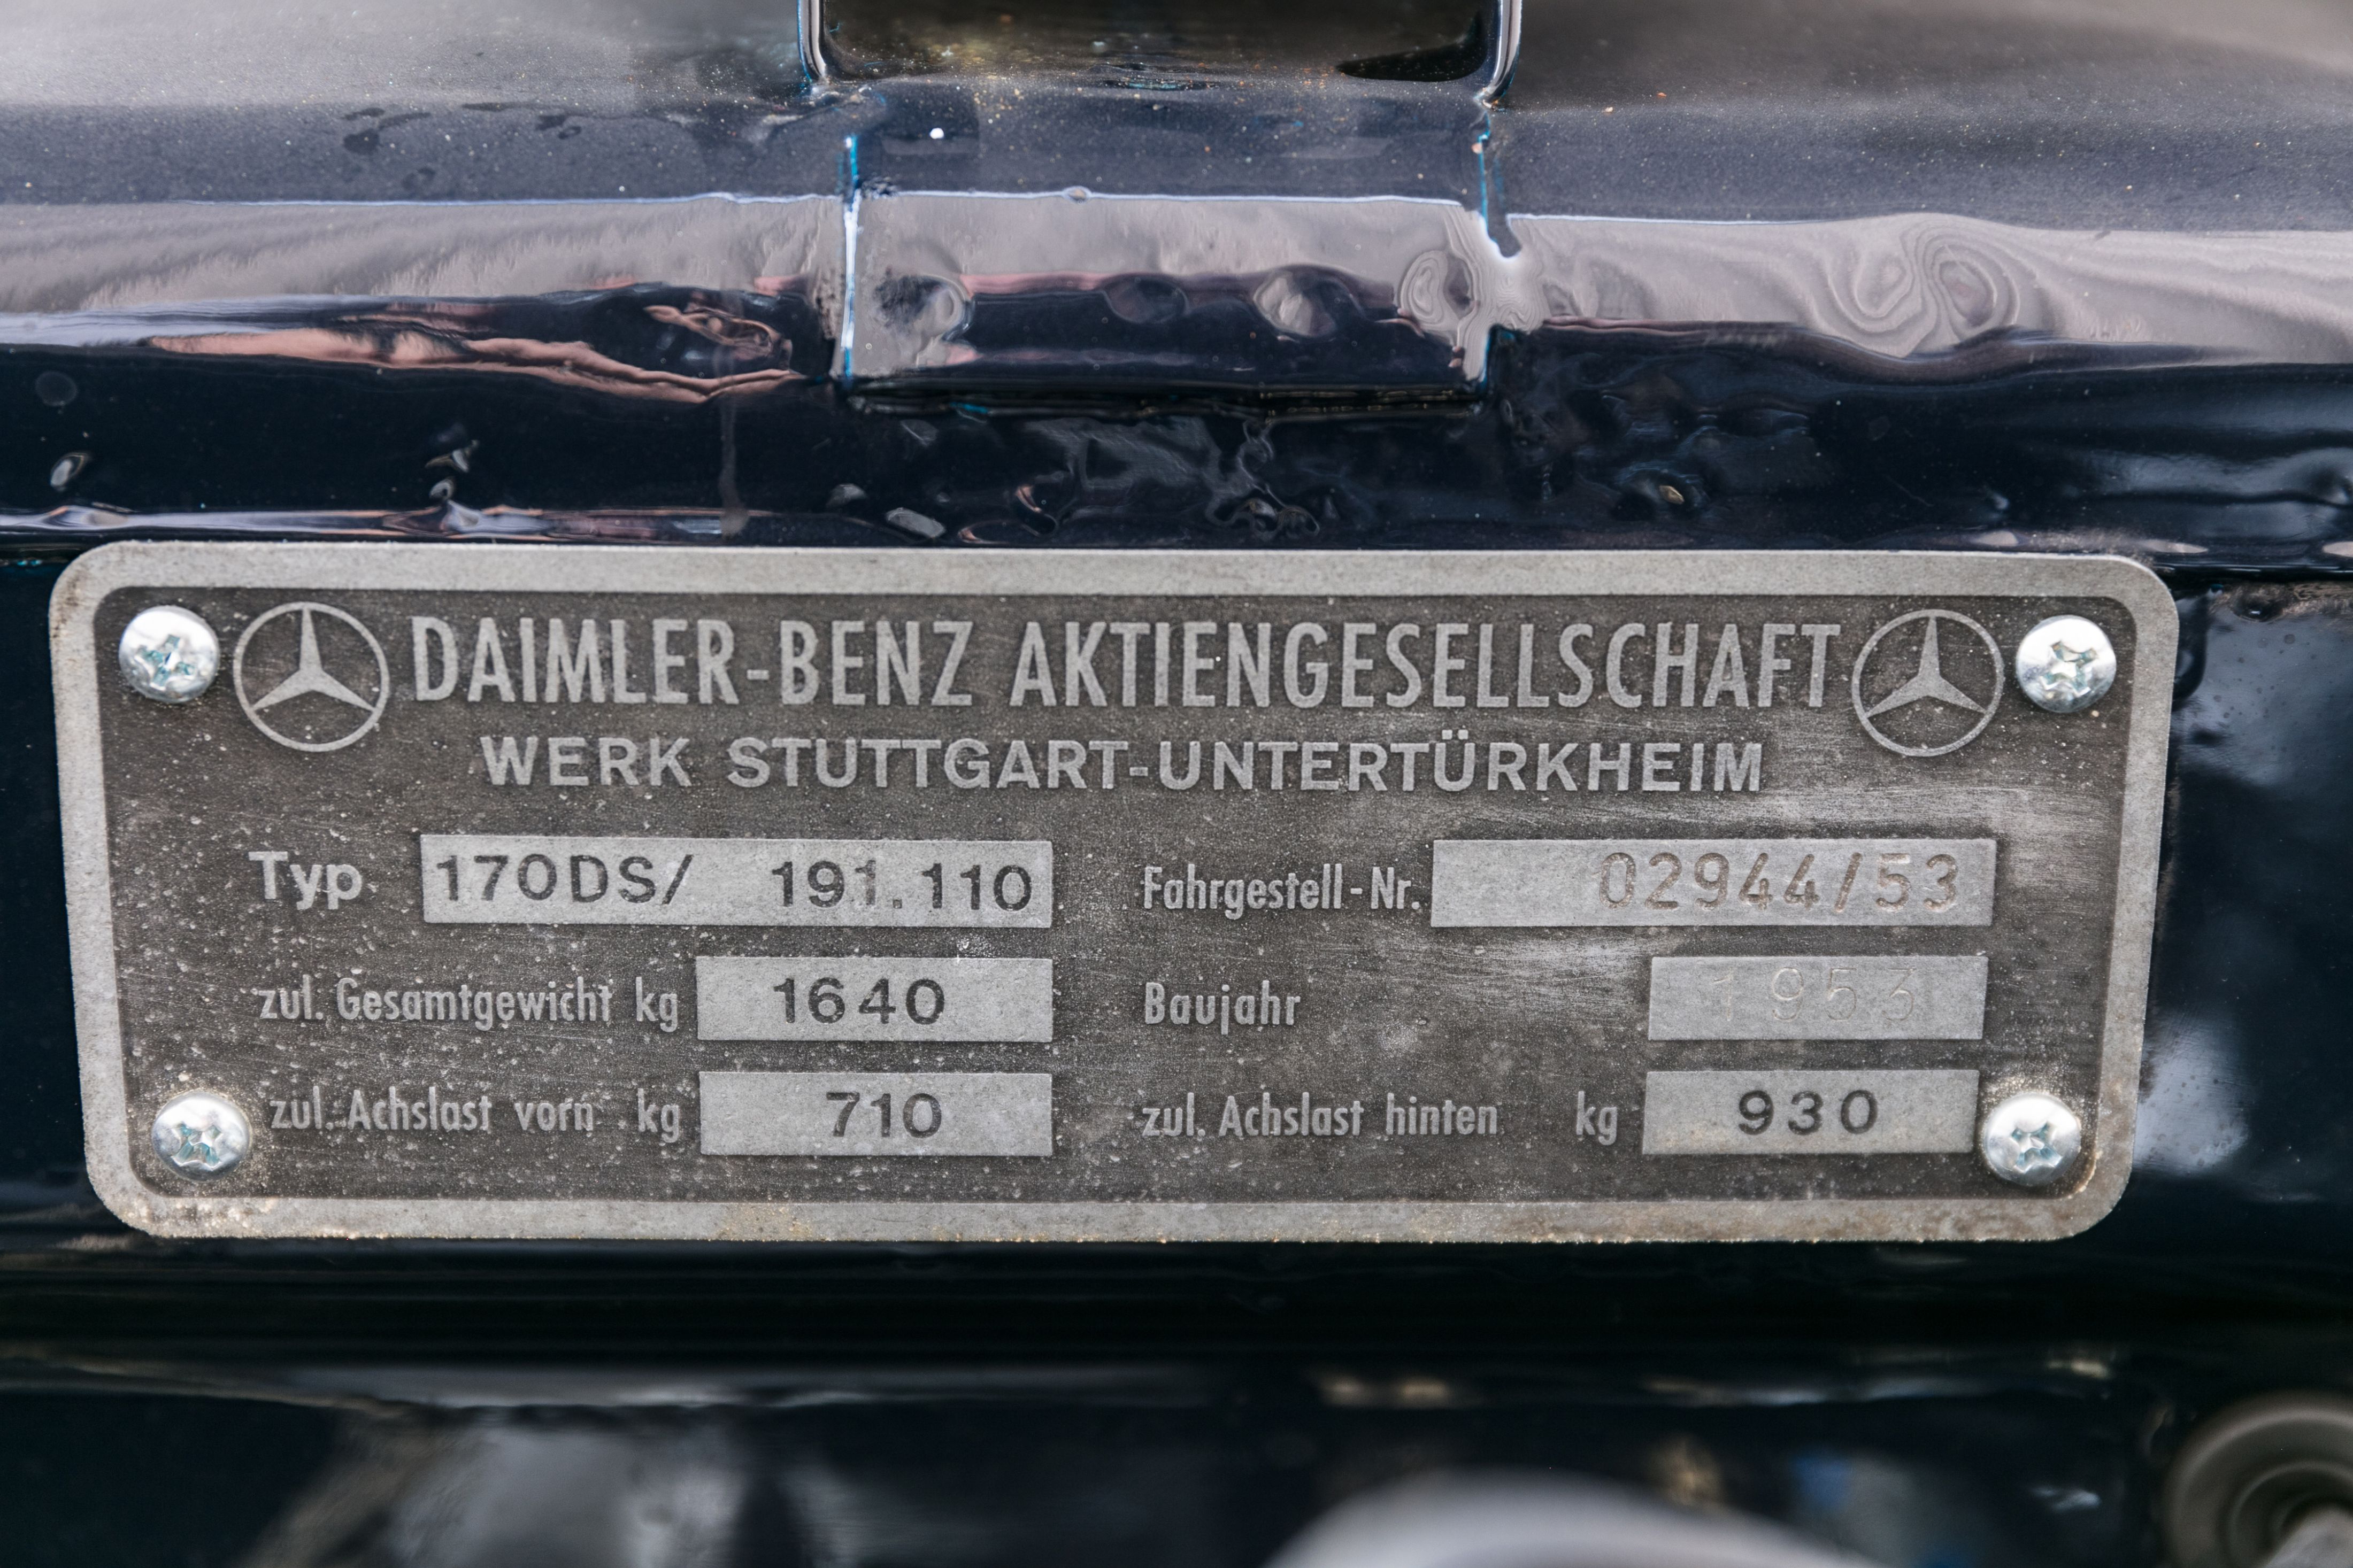 DAIMLER-BENZ AKTIENGESELLSCHAFT
WERK STUTTGART-UNTERTÜRKHEIM
Typ 170DS/ 191.110 Fahrgestell-Nr. 02944/53
zul. Gesamtgewicht kg 1640 Baujahr 1953
zul. Achslast vorn kg 710 zul. Achslast hinten kg 930